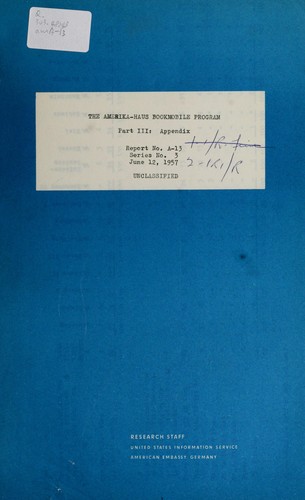 THE AMERIKA-HAUS BOOKMOBILE PROGRAM
Part III: Appendix
Report No. A-15
Series No. 3
June 12, 1957
UNCLASSIFIED
RESEARCH STAFF
UNITED STATES INFORMATION SERVICE
AMERICAN EMBASSY, GERMANY